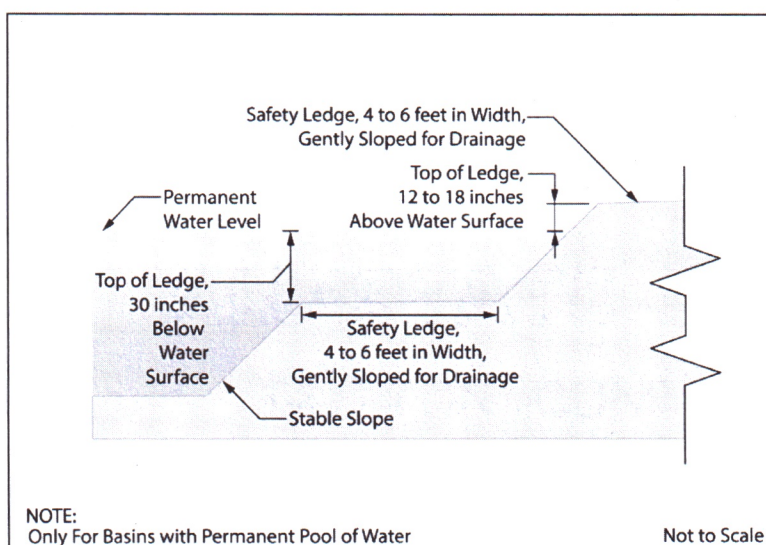 Safety Ledge, 4 to 6 feet in Width,
Gently Sloped for Drainage
Top of Ledge,
12 to 18 inches
Above Water Surface
Permanent
Water Level
Top of Ledge,
30 inches
Below
Water
Surface
Safety Ledge,
4 to 6 feet in Width,
Gently Sloped for Drainage
Stable Slope
NOTE:
Only For Basins with Permanent Pool of Water
Not to Scale